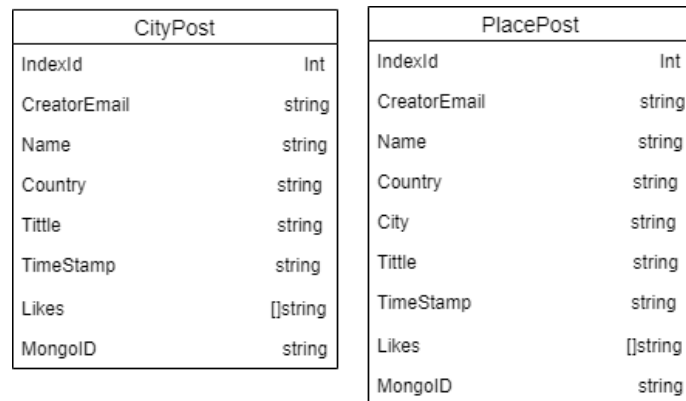 CityPost
IndexId Int
CreatorEmail string
Name string
Country string
Tittle string
TimeStamp string
Likes []string
MongoID string
PlacePost
IndexId Int
CreatorEmail string
Name string
Country string
City string
Tittle string
TimeStamp string
Likes []string
MongoID string